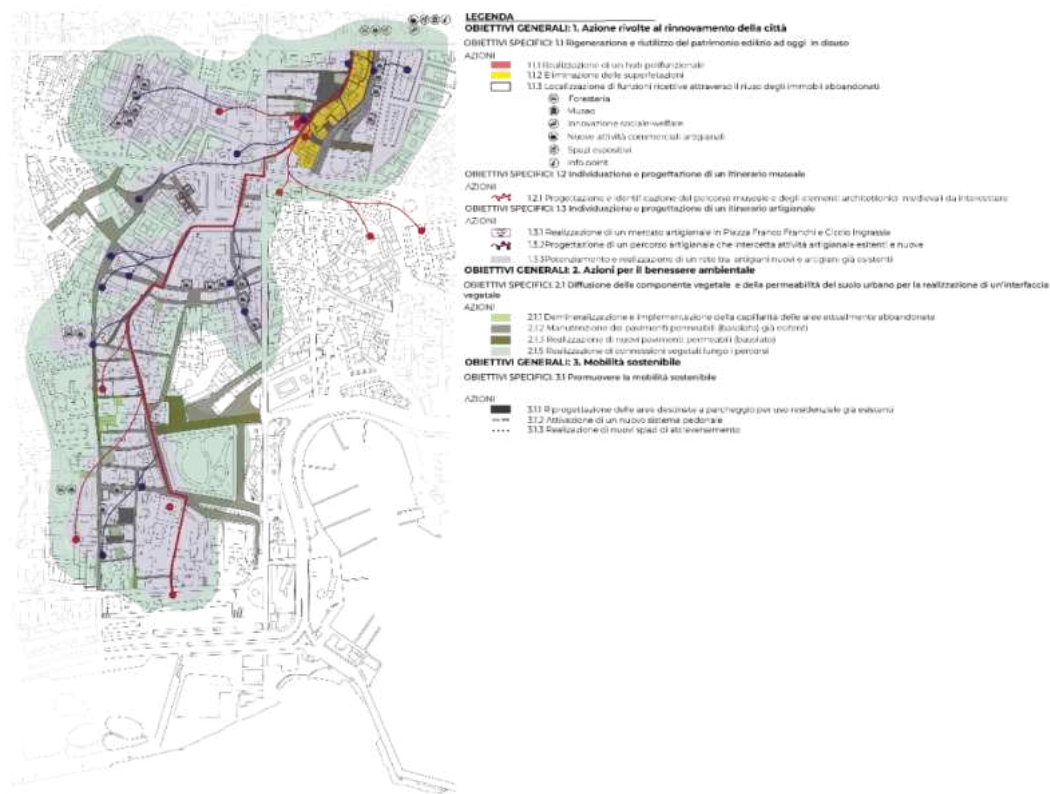 LEGENDA
OBIETTIVI GENERALI: 1. Azione rivolte al rinnovamento della città
OBIETTIVI SPECIFICI: 1.1 Rigenerazione e riutilizzo del patrimonio edilizio ad oggi in disuso
AZIONI
1.1.1 Realizzazione di un hub polifunzionale
1.1.2 Eliminazione delle superfetazioni
1.1.3 Localizzazione di funzioni ricettive attraverso il riuso degli immobili abbandonati
Foresteria
Museo
Innovazione sociale-welfare
Nuove attività commerciali artigianali
Spazi espositivi
Info point
OBIETTIVI SPECIFICI: 1.2 Individuazione e progettazione di un itinerario museale
AZIONI
1.2.1 Progettazione e identificazione del percorso museale e degli elementi architettonici medievali da intercettare
OBIETTIVI SPECIFICI: 1.3 Individuazione e progettazione di un itinerario artigianale
AZIONI
1.3.1 Realizzazione di un mercato artigianale in Piazza Franco Franchi e Ciccio Ingrassia
1.3.2Progettazione di un percorso artigianale che intercetta attività artigianale esitenti e nuove
1.3.3Potenziamento e realizzazione di un rete tra artigiani nuovi e artigiani già esistenti
OBIETTIVI GENERALI: 2. Azioni per il benessere ambientale
OBIETTIVI SPECIFICI: 2.1 Diffusione della componente vegetale e della permeabilità del suolo urbano per la realizzazione di un'interfaccia
vegetale
AZIONI
2.1.1 Demineralizzazione e implementazione della capillarità delle aree attualmente abbandonate
2.1.2 Manutenzione dei pavimenti permeabili (basolato) già esitenti
2.1.3 Realizzazione di nuovi pavimento permeabili (basolato)
2.1.5 Realizzazione di connessioni vegetali lungo i percorsi
OBIETTIVI GENERALI: 3. Mobilità sostenibile
OBIETTIVI SPECIFICI: 3.1 Promuovere la mobilità sostenibile
AZIONI
3.1.1 Riprogettazione delle aree destinate a parcheggio per uso residenziale già esistenti
3.1.2 Attivazione di un nuovo sistema pedonale
3.1.3 Realizzazione di nuovi spazi di attraversamento